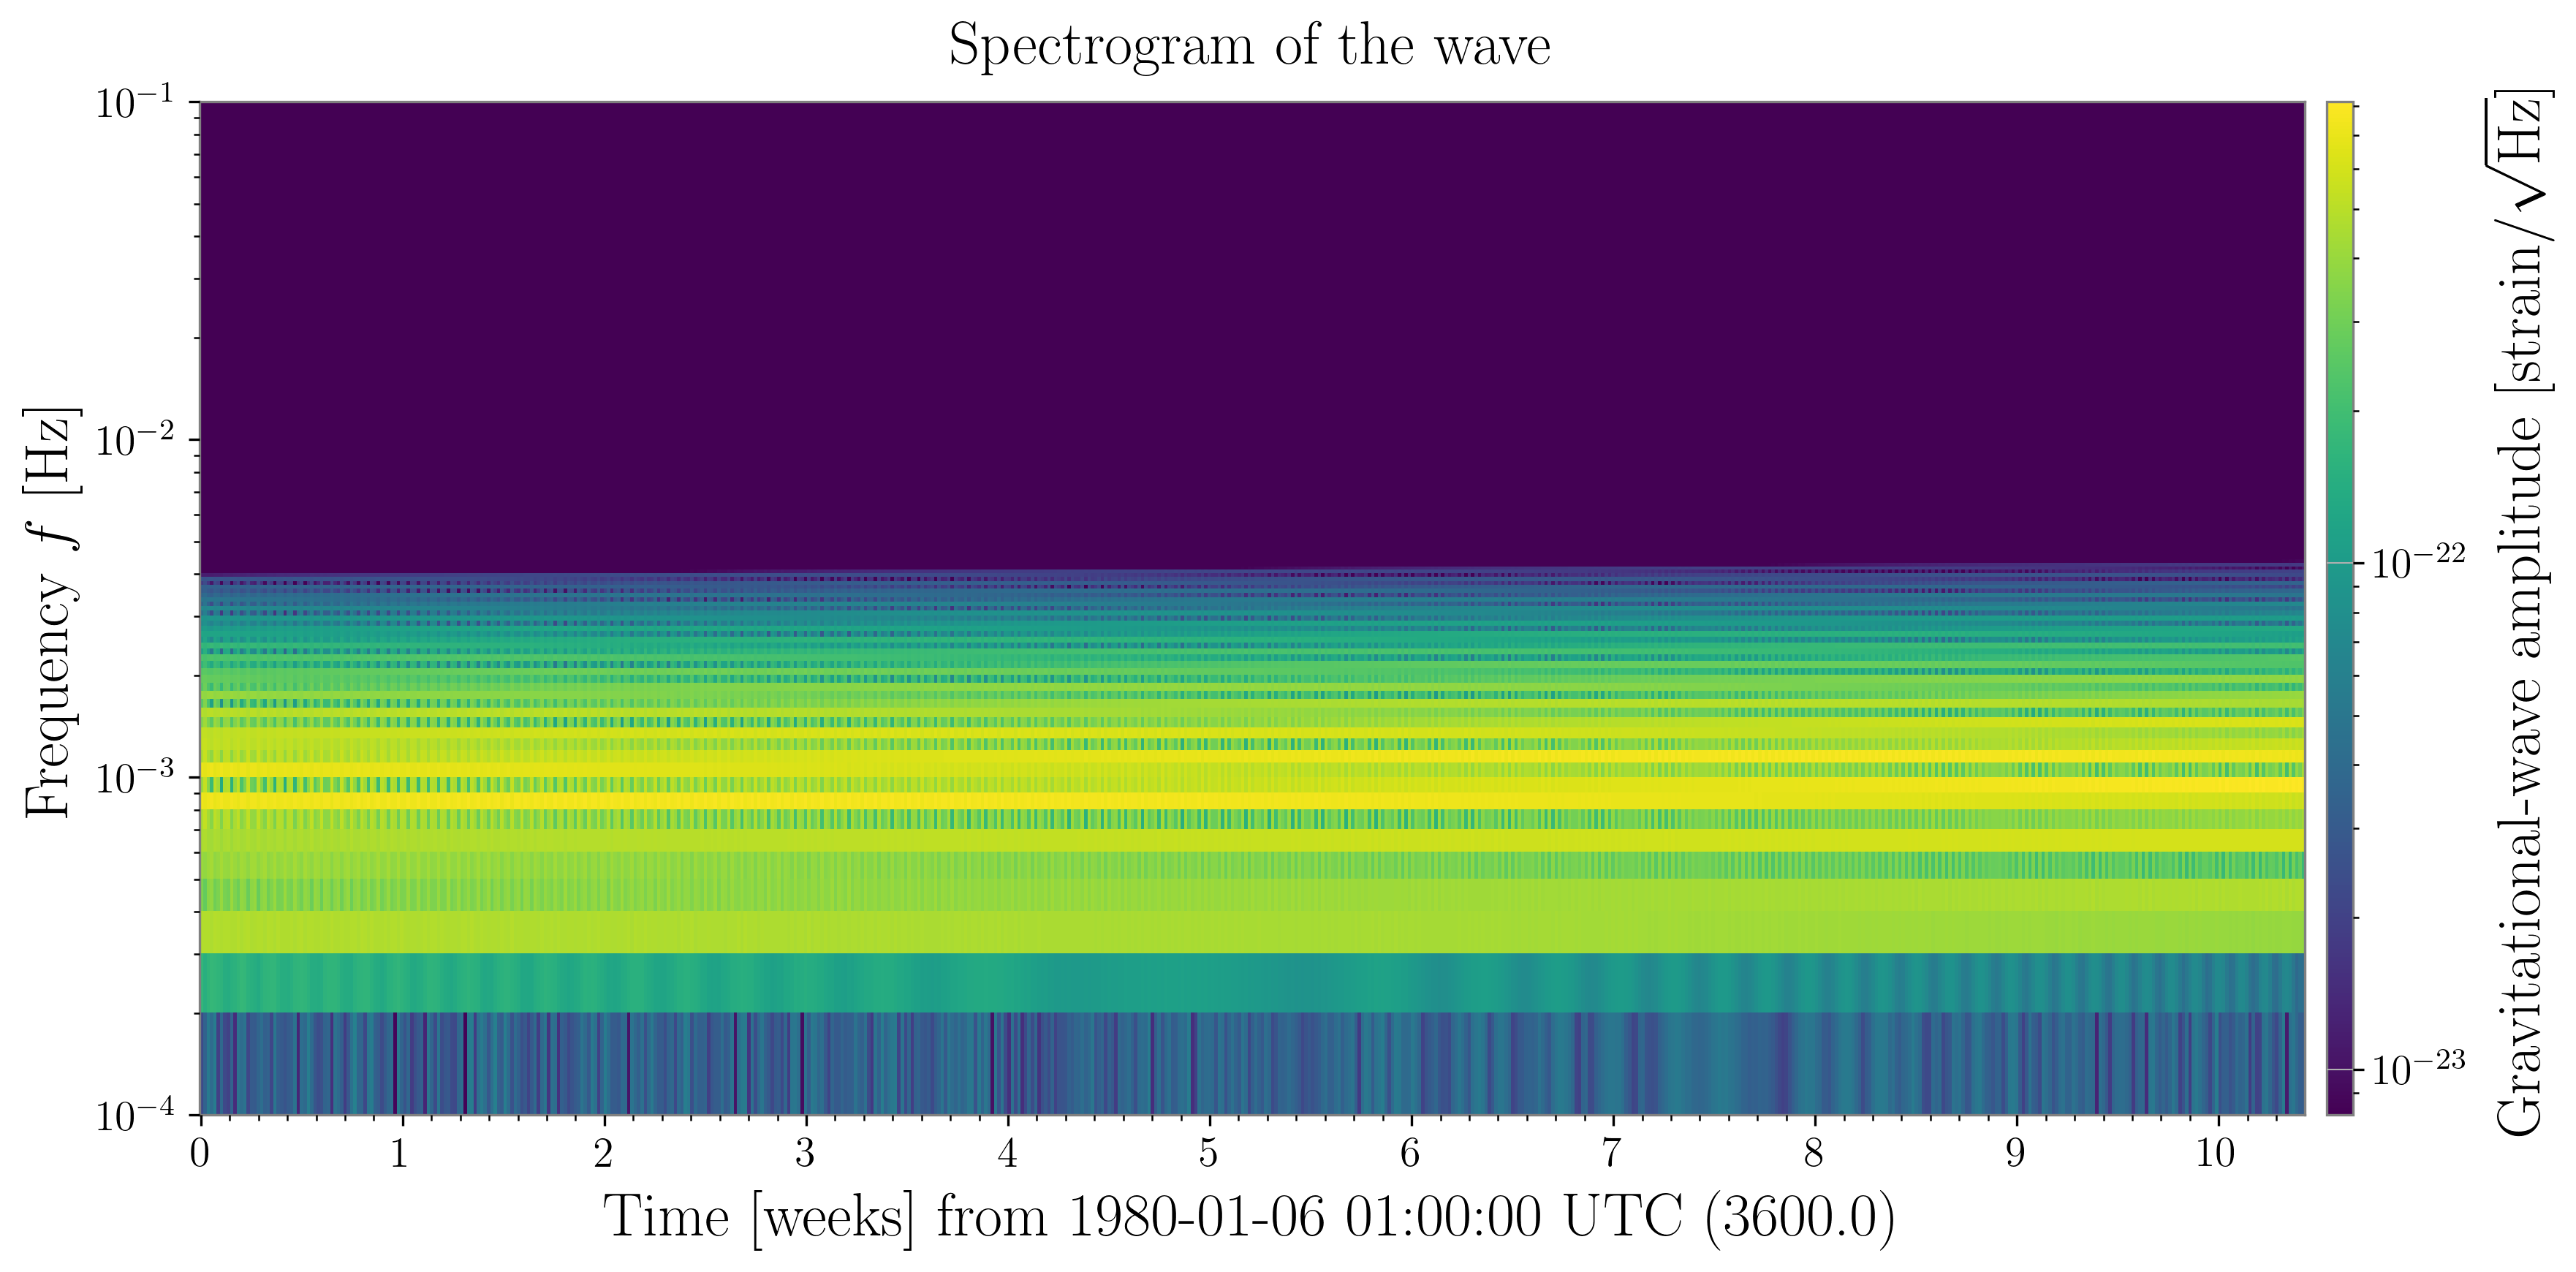 Spectrogram of the wave
Gravitational-wave amplitude [strain/√Hz]
Frequency f [Hz]
10⁻¹
10⁻²
10⁻³
10⁻⁴
10⁻²²
10⁻²³
0 1 2 3 4 5 6 7 8 9 10
Time [weeks] from 1980-01-06 01:00:00 UTC (3600.0)